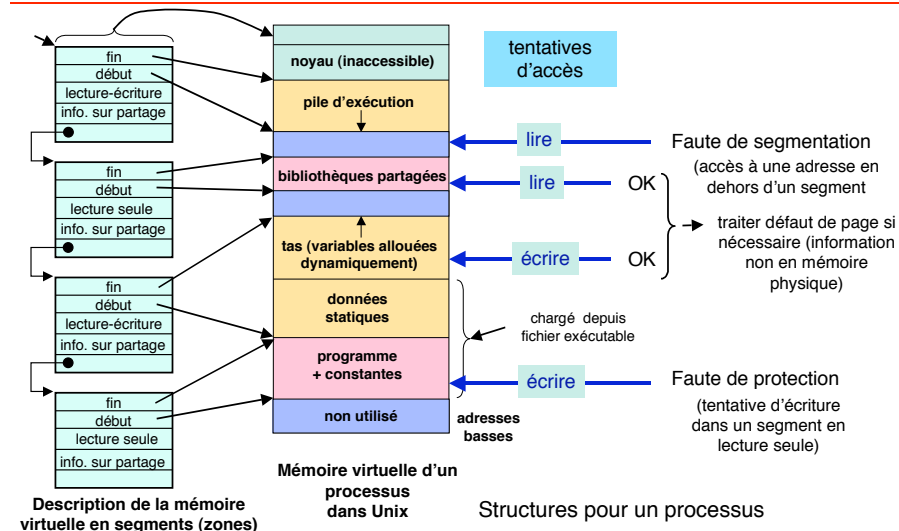 fin
début
lecture-écriture
info. sur partage
fin
début
lecture seule
info. sur partage
fin
début
lecture-écriture
info. sur partage
fin
début
lecture seule
info. sur partage
Description de la mémoire
virtuelle en segments (zones)
noyau (inaccessible)
pile d'exécution
bibliothèques partagées
tas (variables allouées
dynamiquement)
données
statiques
programme
+ constantes
non utilisé
Mémoire virtuelle d'un
processus
dans Unix
adresses
basses
chargé depuis
fichier exécutable
tentatives
d'accès
lire
Faute de segmentation
(accès à une adresse en
dehors d'un segment
lire
OK
écrire
OK
traiter défaut de page si
nécessaire (information
non en mémoire
physique)
écrire
Faute de protection
(tentative d'écriture
dans un segment en
lecture seule)
Structures pour un processus